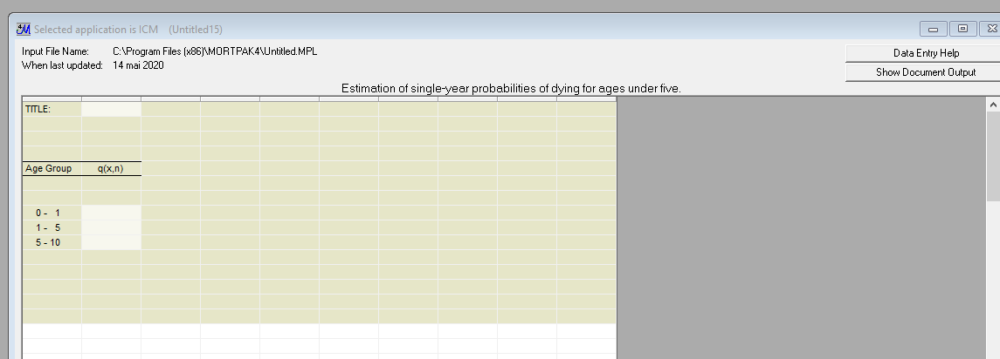 Selected application is ICM (Untitled15)
Input File Name: C:\Program Files (x86)\MORTPAK4\Untitled.MPL
When last updated: 14 mai 2020
Data Entry Help
Show Document Output
Estimation of single-year probabilities of dying for ages under five.
TITLE:
Age Group q(x,n)
0 - 1
1 - 5
5 - 10